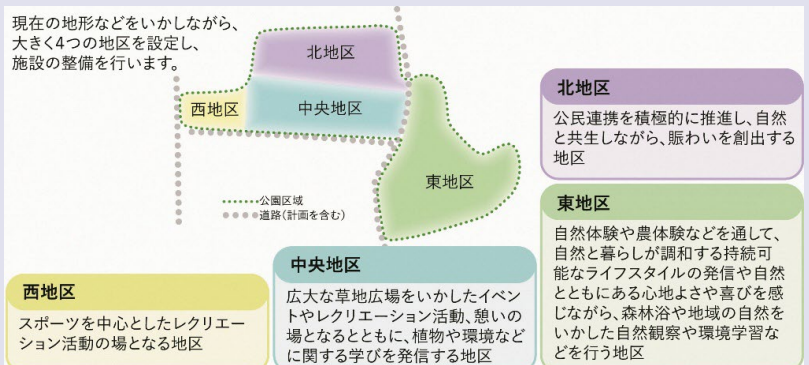 現在の地形などをいかしながら、
大きく4つの地区を設定し、
施設の整備を行います。
北地区
西地区
中央地区
東地区
公園区域
道路(計画を含む)
北地区
公民連携を積極的に推進し、自然
と共生しながら、賑わいを創出する
地区
東地区
自然体験や農体験などを通して、
自然と暮らしが調和する持続可
能なライフスタイルの発信や自然
とともにある心地よさや喜びを感
じながら、森林浴や地域の自然を
いかした自然観察や環境学習な
どを行う地区
中央地区
広大な草地広場をいかしたイベン
トやレクリエーション活動、憩いの
場となるとともに、植物や環境など
に関する学びを発信する地区
西地区
スポーツを中心としたレクリエー
ション活動の場となる地区